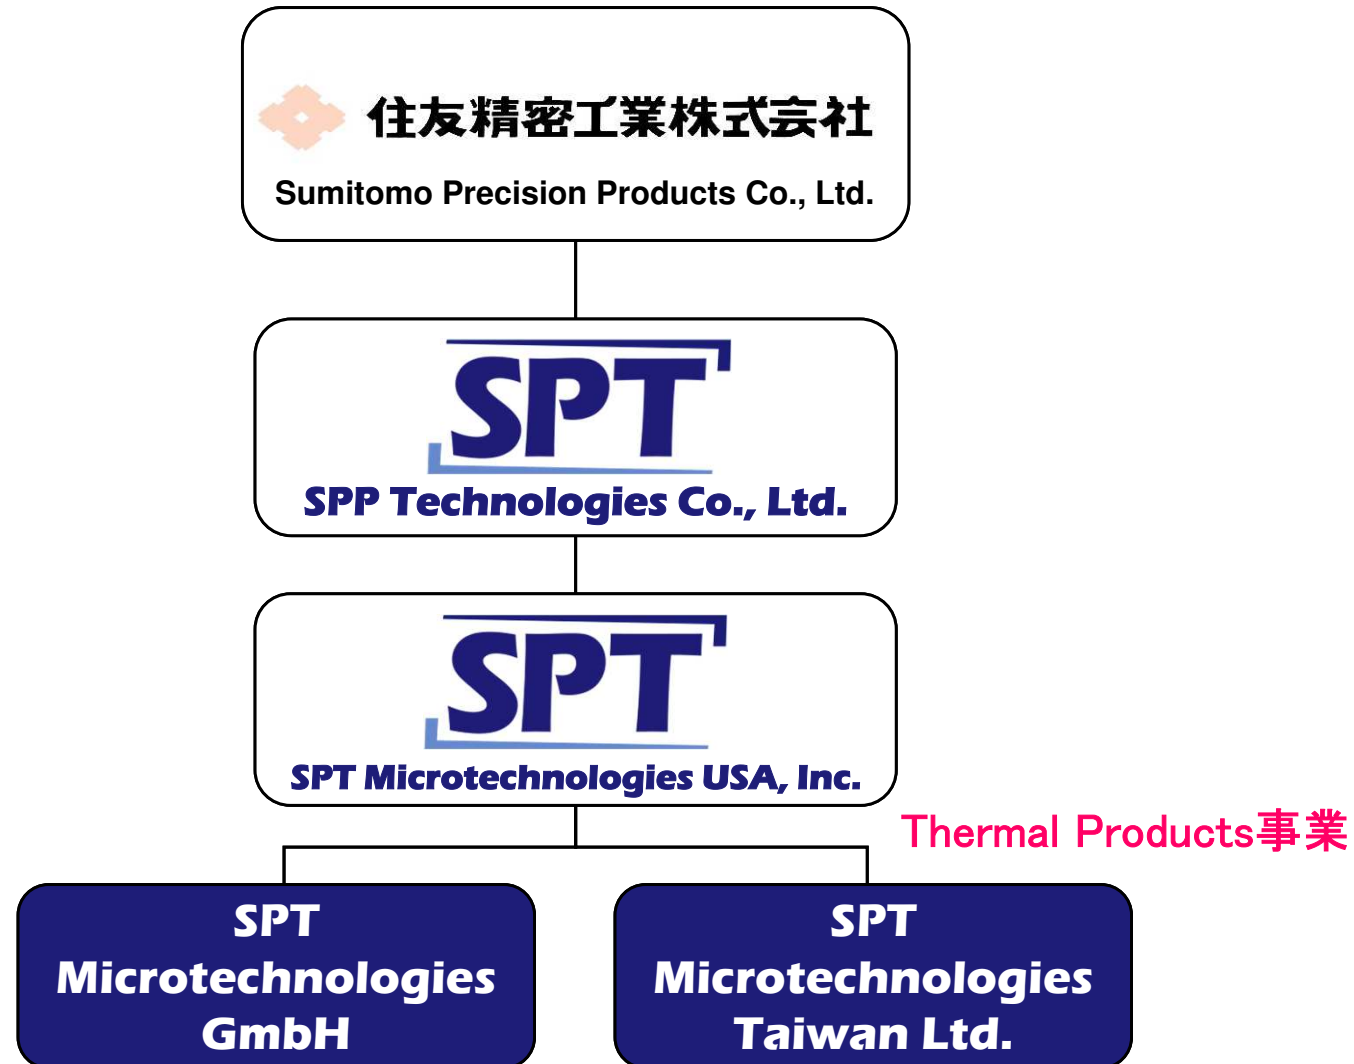 住友精密工業株式会社
Sumitomo Precision Products Co., Ltd.
SPT
SPP Technologies Co., Ltd.
SPT
SPT Microtechnologies USA, Inc.
Thermal Products事業
SPT
Microtechnologies
GmbH
SPT
Microtechnologies
Taiwan Ltd.